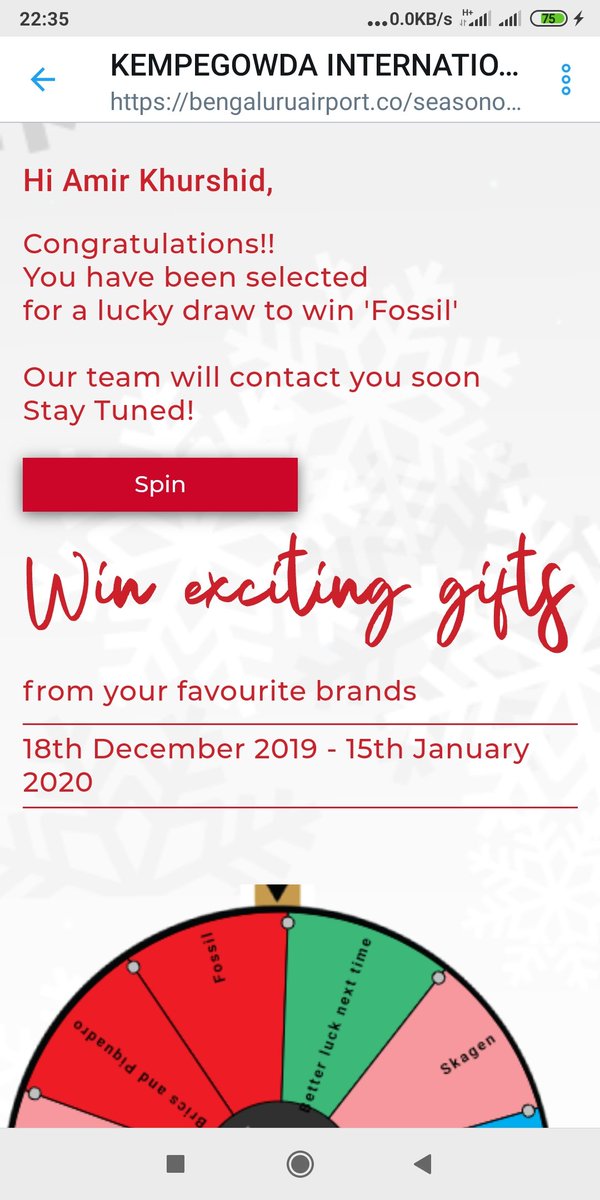 22:35
...0.0KB/s H+ 75
KEMPEGOWDA INTERNATIO...
https://bengaluruairport.co/seasono...
Hi Amir Khurshid,
Congratulations!!
You have been selected
for a lucky draw to win 'Fossil'
Our team will contact you soon
Stay Tuned!
Spin
Win exciting gifts
from your favourite brands
18th December 2019 - 15th January
2020
Brics and Piquadro
Fossil
Better luck next time
Skagen